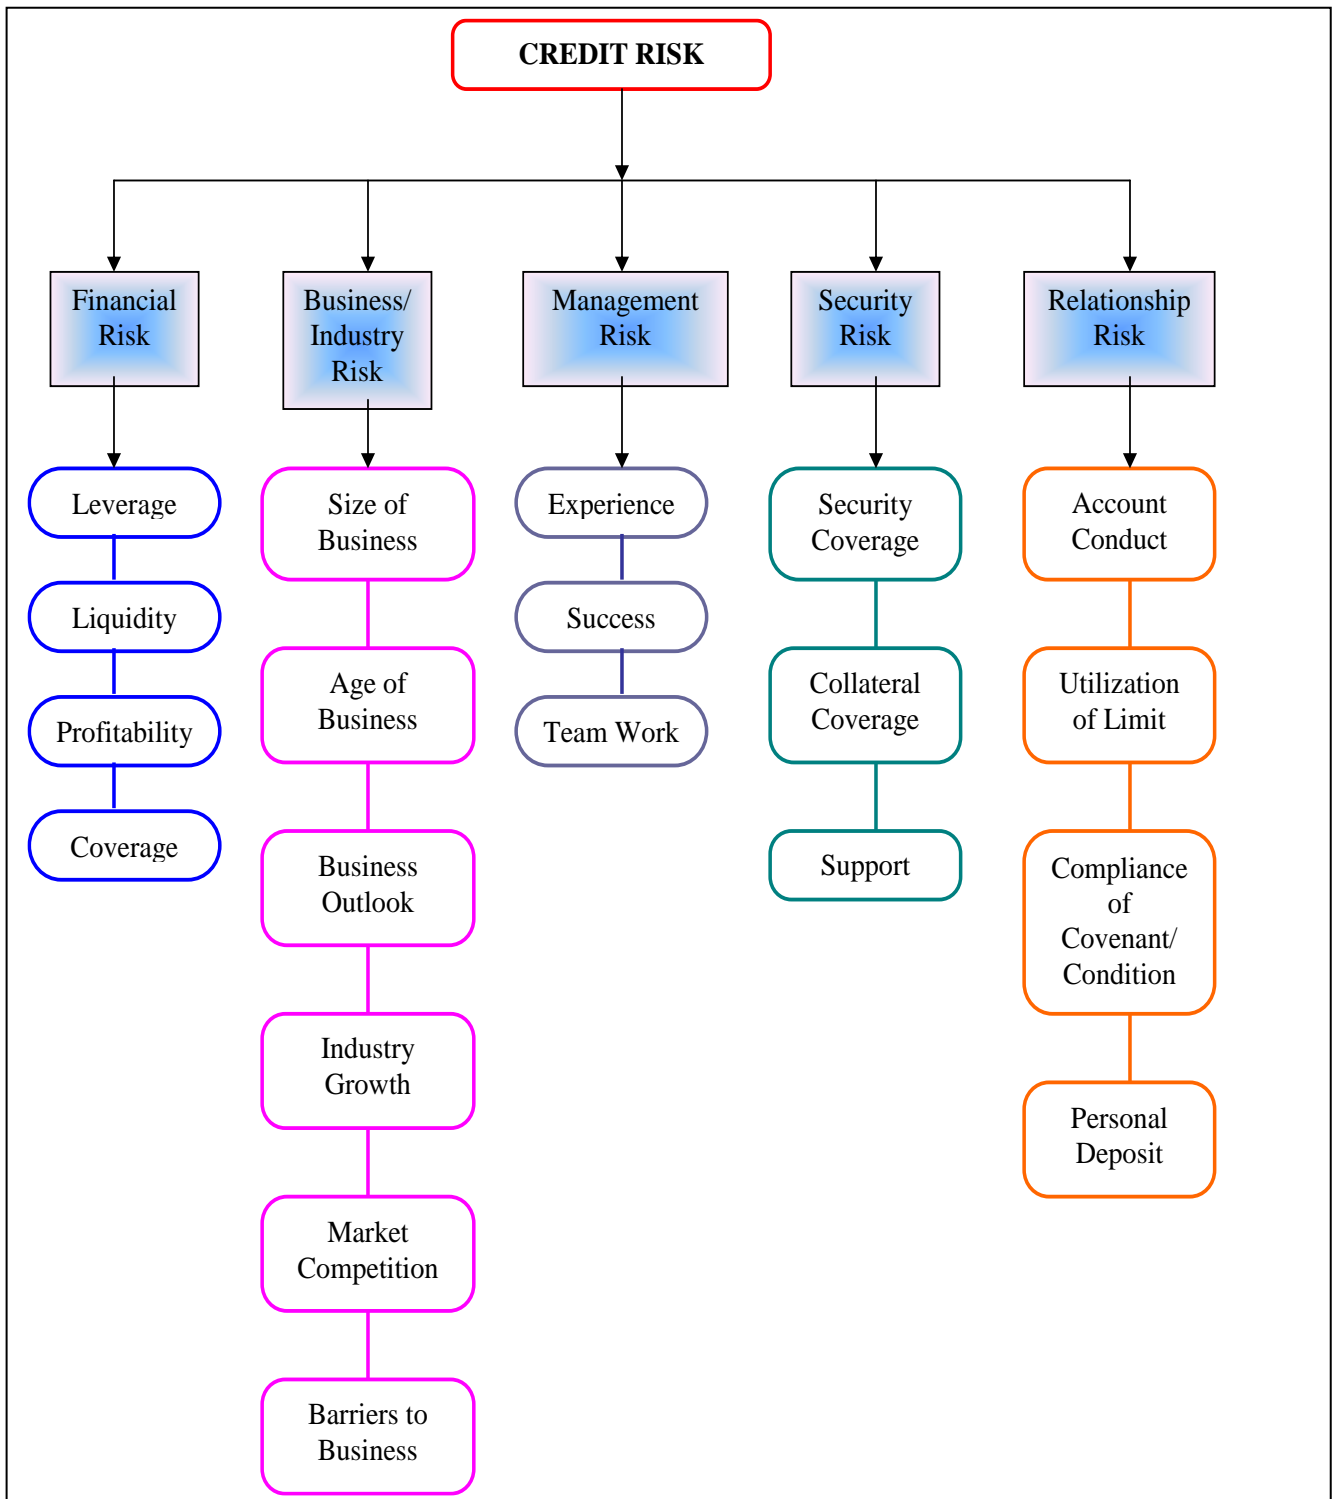 CREDIT RISK
Financial
Risk
Business/
Industry
Risk
Management
Risk
Security
Risk
Relationship
Risk
Leverage
Liquidity
Profitability
Coverage
Size of
Business
Age of
Business
Business
Outlook
Industry
Growth
Market
Competition
Barriers to
Business
Experience
Success
Team Work
Security
Coverage
Collateral
Coverage
Support
Account
Conduct
Utilization
of Limit
Compliance
of
Covenant/
Condition
Personal
Deposit